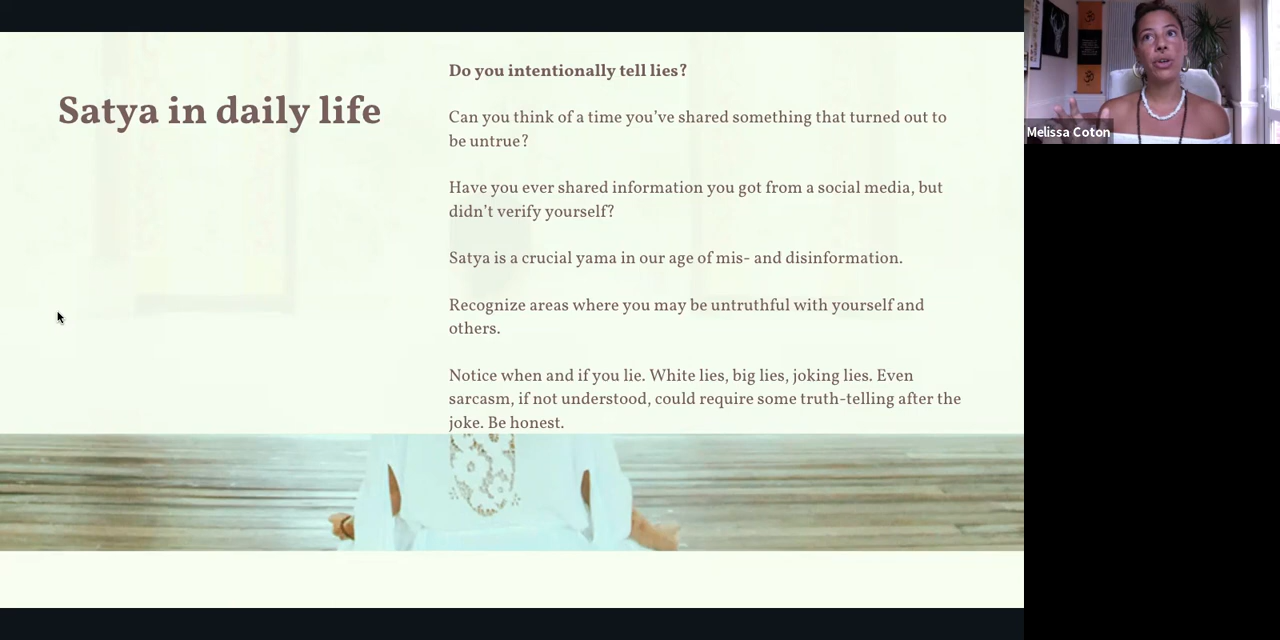 Satya in daily life
Do you intentionally tell lies?
Can you think of a time you’ve shared something that turned out to
be untrue?
Have you ever shared information you got from a social media, but
didn’t verify yourself?
Satya is a crucial yama in our age of mis- and disinformation.
Recognize areas where you may be untruthful with yourself and
others.
Notice when and if you lie. White lies, big lies, joking lies. Even
sarcasm, if not understood, could require some truth-telling after the
joke. Be honest.
Melissa Coton